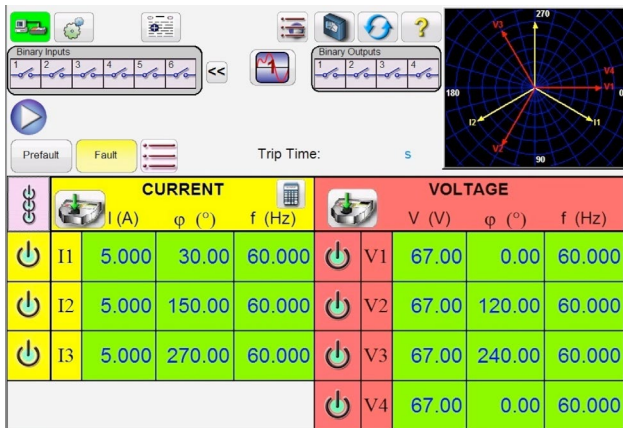 Binary Inputs
1 2 3 4 5 6
<<
Binary Outputs
1 2 3 4
?
270
V3
180
V4
V1
0
I2
I1
V2
90
Prefault
Fault
Trip Time:
s
CURRENT
VOLTAGE
I (A) φ (°) f (Hz)
V (V) φ (°) f (Hz)
I1 5.000 30.00 60.000 V1 67.00 0.00 60.000
I2 5.000 150.00 60.000 V2 67.00 120.00 60.000
I3 5.000 270.00 60.000 V3 67.00 240.00 60.000
V4 67.00 0.00 60.000